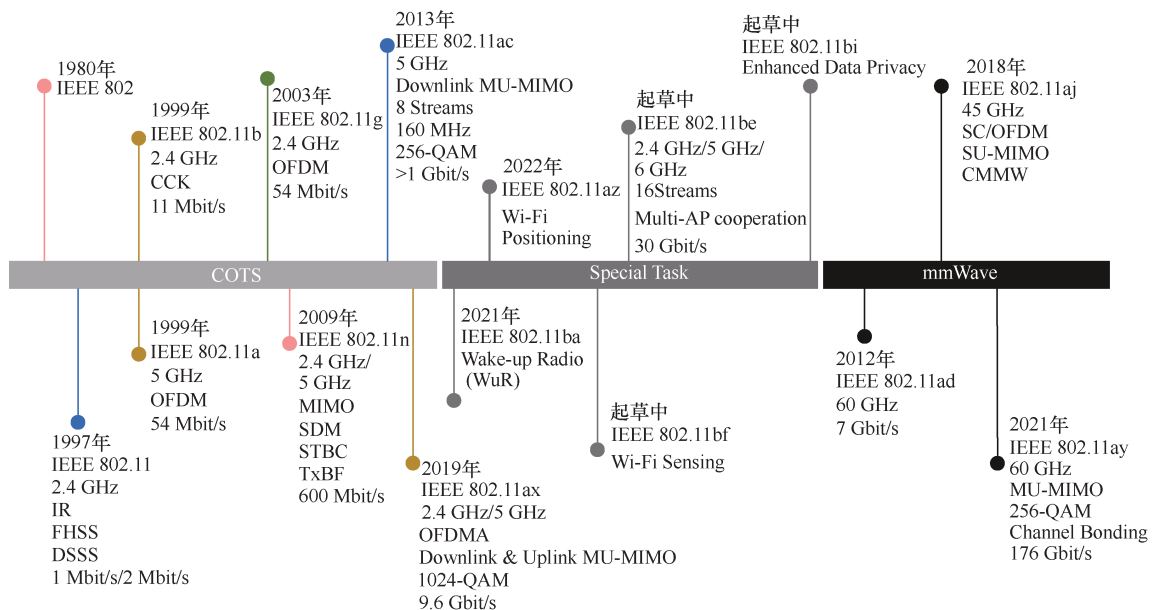 1980年
IEEE 802
1999年
IEEE 802.11b
2.4 GHz
CCK
11 Mbit/s
2003年
IEEE 802.11g
2.4 GHz
OFDM
54 Mbit/s
2013年
IEEE 802.11ac
5 GHz
Downlink MU-MIMO
8 Streams
160 MHz
256-QAM
>1 Gbit/s
2022年
IEEE 802.11az
Wi-Fi
Positioning
起草中
IEEE 802.11be
2.4 GHz/5 GHz/
6 GHz
16Streams
Multi-AP cooperation
30 Gbit/s
起草中
IEEE 802.11bi
Enhanced Data Privacy
2018年
IEEE 802.11aj
45 GHz
SC/OFDM
SU-MIMO
CMMW
COTS
Special Task
mmWave
1997年
IEEE 802.11
2.4 GHz
IR
FHSS
DSSS
1 Mbit/s/2 Mbit/s
1999年
IEEE 802.11a
5 GHz
OFDM
54 Mbit/s
2009年
IEEE 802.11n
2.4 GHz/
5 GHz
MIMO
SDM
STBC
TxBF
600 Mbit/s
2019年
IEEE 802.11ax
2.4 GHz/5 GHz
OFDMA
Downlink & Uplink MU-MIMO
1024-QAM
9.6 Gbit/s
2021年
IEEE 802.11ba
Wake-up Radio
(WuR)
起草中
IEEE 802.11bf
Wi-Fi Sensing
2012年
IEEE 802.11ad
60 GHz
7 Gbit/s
2021年
IEEE 802.11ay
60 GHz
MU-MIMO
256-QAM
Channel Bonding
176 Gbit/s